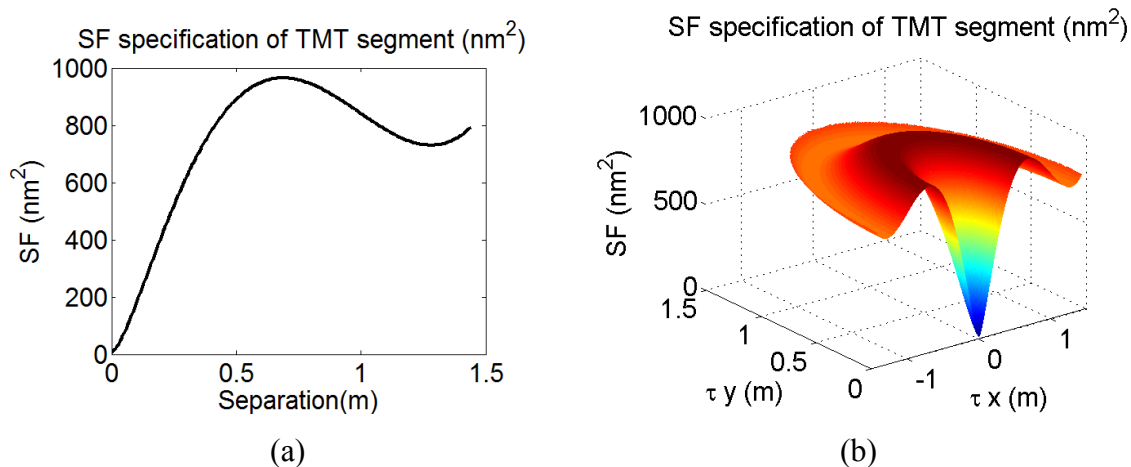 SF specification of TMT segment (nm²)
1000
800
600
400
200
0
SF (nm²)
0
0.5
1
1.5
Separation(m)
(a)
SF specification of TMT segment (nm²)
1000
500
0
SF (nm²)
1.5
1
0.5
0
τ y (m)
-1
0
1
τ x (m)
(b)